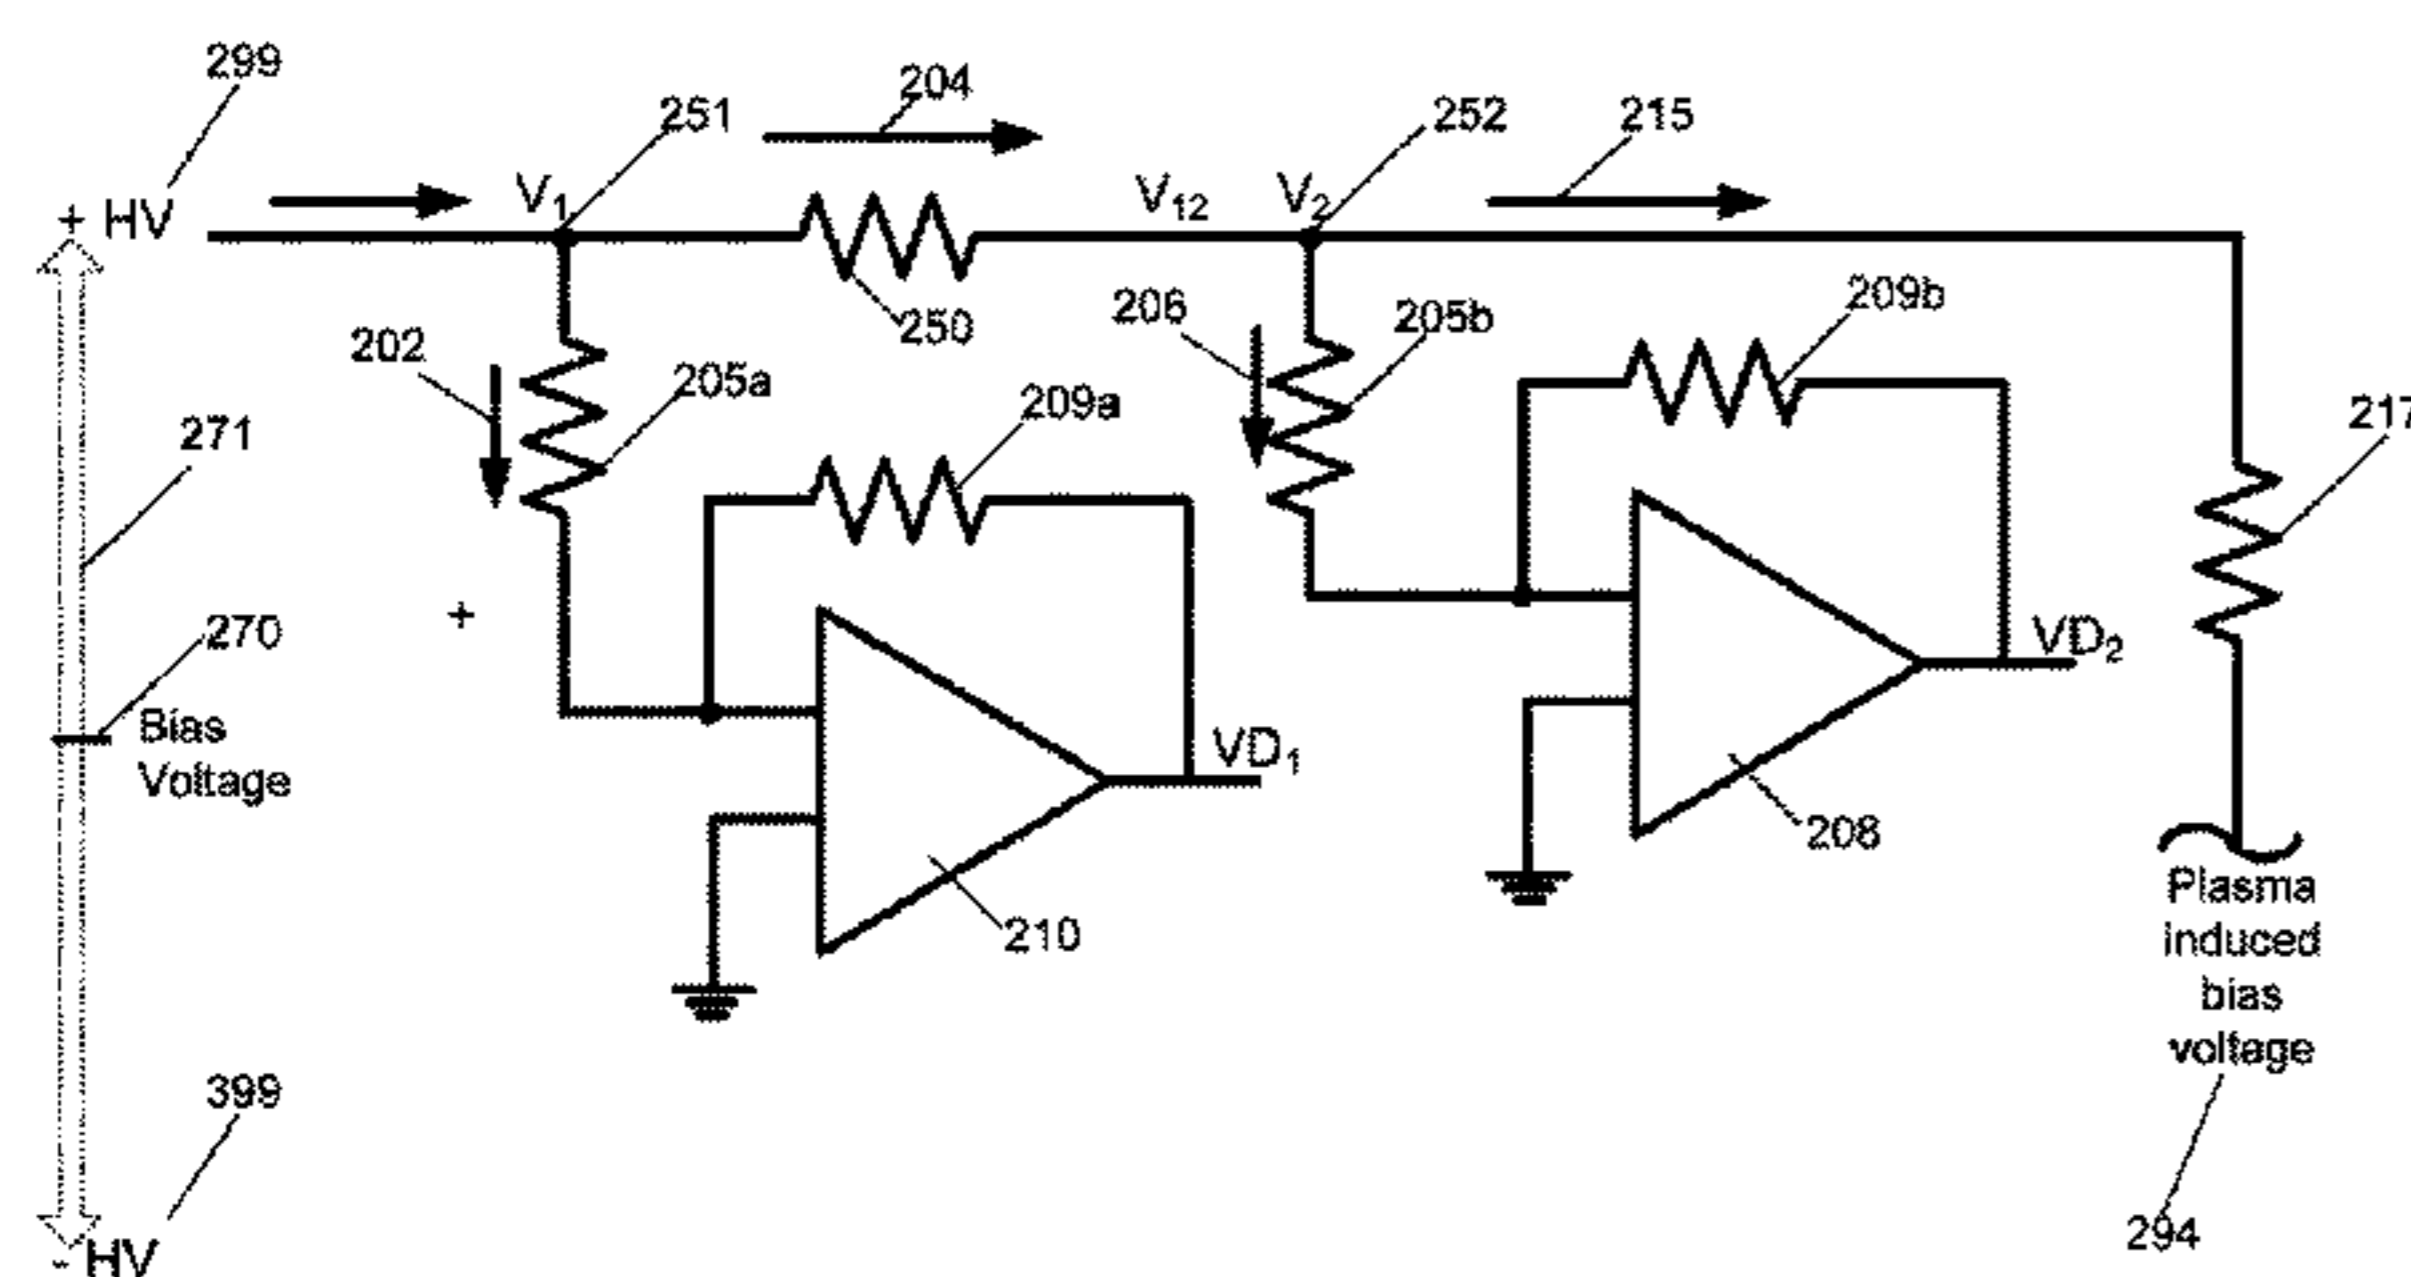 299
204
251
252
215
+ HV
V1
V12
V2
250
206
205b
209b
202
205a
209a
217
271
+
270
Bias
Voltage
VD1
VD2
208
210
Plasma
induced
bias
voltage
399
294
- HV